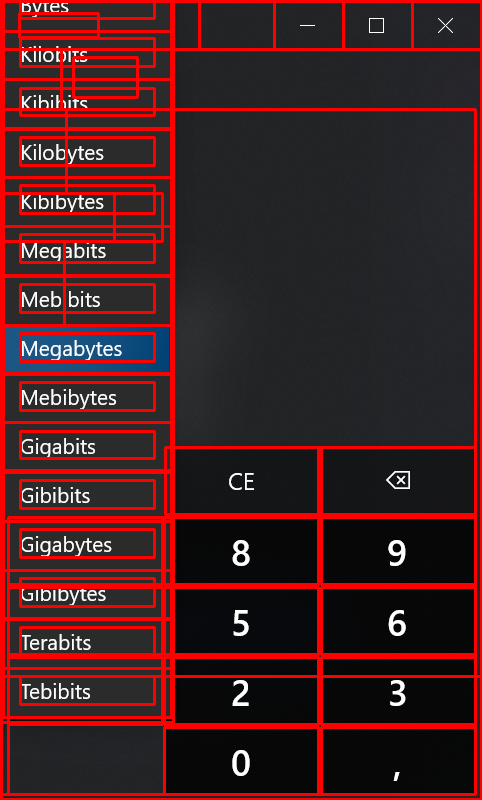 Bytes
Kilobits
Kibibits
Kilobytes
Kibibytes
Megabits
Mebibits
Megabytes
Mebibytes
Gigabits
Gibibits
CE
Gigabytes
8
9
Gibibytes
5
6
Terabits
Tebibits
2
3
0
,